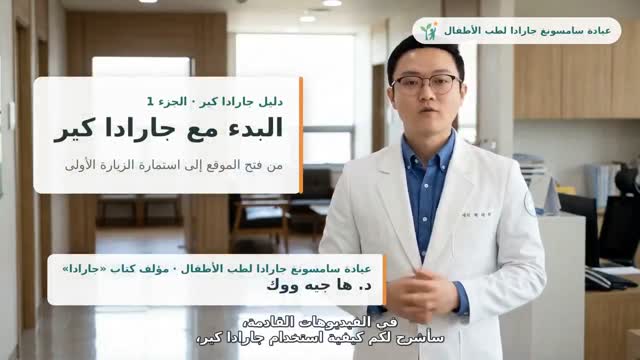 عيادة سامسونغ جارادا لطب الأطفال
دليل جارادا كير · الجزء 1
البدء مع جارادا كير
من فتح الموقع إلى استمارة الزيارة الأولى
عيادة سامسونغ جارادا لطب الأطفال · مؤلف كتاب «جارادا»
د. ها جيه ووك
في الفيديوهات القادمة،
سأشرح لكم كيفية استخدام جارادا كير،